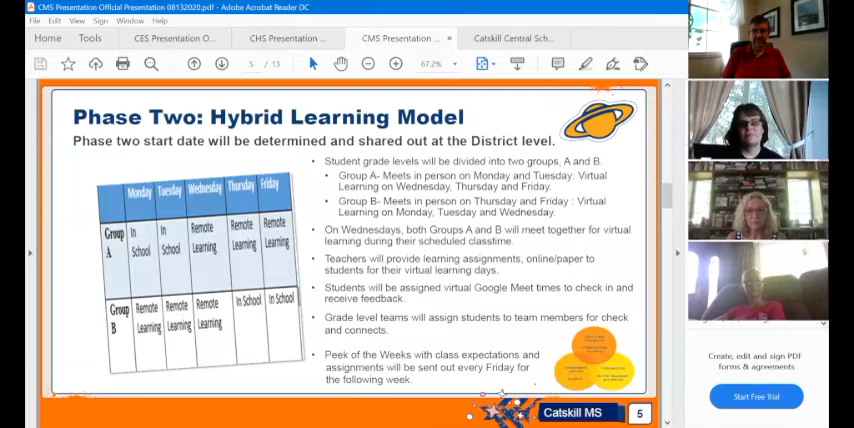 CMS Presentation Official Presentation 08132020.pdf - Adobe Acrobat Reader DC
File Edit View Sign Window Help
Home Tools CES Presentation O... CHS Presentation ... CMS Presentation ... × Catskill Central Sch...
5 / 13 67.2%
Phase Two: Hybrid Learning Model
Phase two start date will be determined and shared out at the District level.
Monday Tuesday Wednesday Thursday Friday
Group A In School In School Remote Learning Remote Learning Remote Learning
Group B Remote Learning Remote Learning Remote Learning In School In School
• Student grade levels will be divided into two groups, A and B.
• Group A- Meets in person on Monday and Tuesday: Virtual
Learning on Wednesday, Thursday and Friday.
• Group B- Meets in person on Thursday and Friday : Virtual
Learning on Monday, Tuesday and Wednesday.
• On Wednesdays, both Groups A and B will meet together for virtual
learning during their scheduled classtime.
• Teachers will provide learning assignments, online/paper to
students for their virtual learning days.
• Students will be assigned virtual Google Meet times to check in and
receive feedback.
• Grade level teams will assign students to team members for check
and connects.
• Peek of the Weeks with class expectations and
assignments will be sent out every Friday for
the following week.
Catskill MS 5
Create, edit and sign PDF
forms & agreements
Start Free Trial